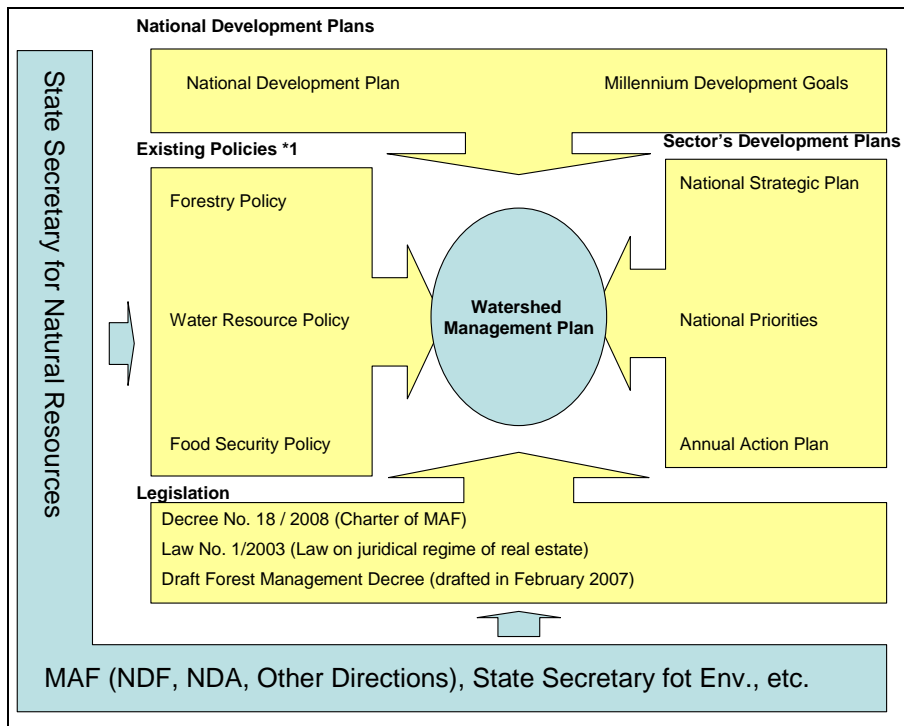 National Development Plans
National Development Plan
Millennium Development Goals
Existing Policies *1
Sector's Development Plans
State Secretary for Natural Resources
Forestry Policy
Water Resource Policy
Food Security Policy
Watershed
Management Plan
National Strategic Plan
National Priorities
Annual Action Plan
Legislation
Decree No. 18 / 2008 (Charter of MAF)
Law No. 1/2003 (Law on juridical regime of real estate)
Draft Forest Management Decree (drafted in February 2007)
MAF (NDF, NDA, Other Directions), State Secretary fot Env., etc.